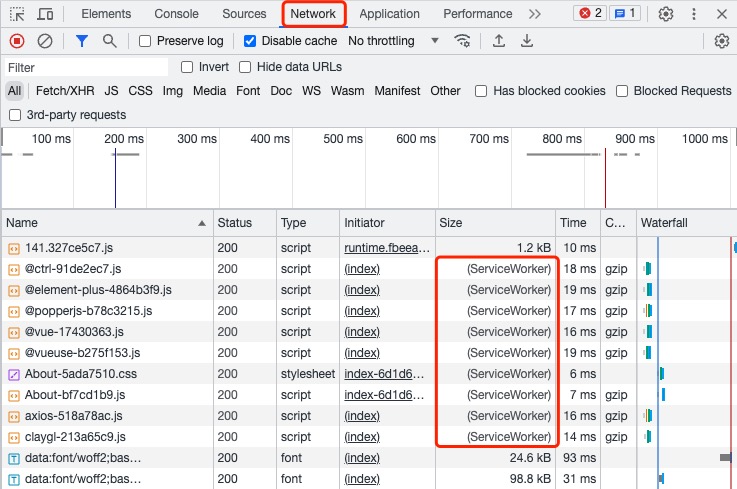 Elements Console Sources Network Application Performance 2 1
Preserve log Disable cache No throttling
Filter Invert Hide data URLs
All Fetch/XHR JS CSS Img Media Font Doc WS Wasm Manifest Other Has blocked cookies Blocked Requests
3rd-party requests
100 ms 200 ms 300 ms 400 ms 500 ms 600 ms 700 ms 800 ms 900 ms 1000 ms
Name Status Type Initiator Size Time C... Waterfall
141.327ce5c7.js 200 script runtime.fbeea... 1.2 kB 10 ms
@ctrl-91de2ec7.js 200 script (index) (ServiceWorker) 18 ms gzip
@element-plus-4864b3f9.js 200 script (index) (ServiceWorker) 19 ms gzip
@popperjs-b78c3215.js 200 script (index) (ServiceWorker) 17 ms gzip
@vue-17430363.js 200 script (index) (ServiceWorker) 16 ms gzip
@vueuse-b275f153.js 200 script (index) (ServiceWorker) 19 ms gzip
About-5ada7510.css 200 stylesheet index-6d1d6... (ServiceWorker) 6 ms
About-bf7cd1b9.js 200 script index-6d1d6... (ServiceWorker) 7 ms gzip
axios-518a78ac.js 200 script (index) (ServiceWorker) 16 ms gzip
claygl-213a65c9.js 200 script (index) (ServiceWorker) 14 ms gzip
data:font/woff2;bas... 200 font (index) 24.6 kB 93 ms
data:font/woff2;bas... 200 font (index) 98.8 kB 31 ms